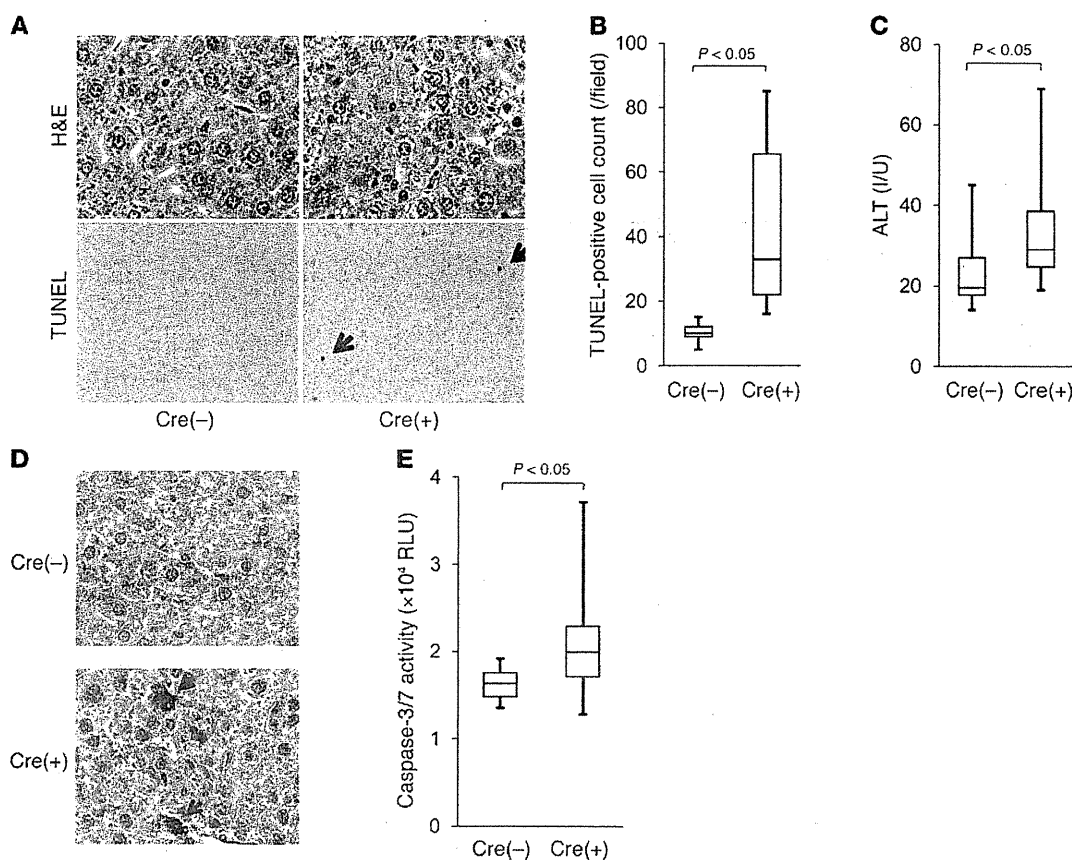 A
H&E
TUNEL
Cre(–)
Cre(+)
B
TUNEL-positive cell count (/field)
100
80
60
40
20
0
P < 0.05
Cre(–)
Cre(+)
C
ALT (I/U)
80
60
40
20
0
P < 0.05
Cre(–)
Cre(+)
D
Cre(–)
Cre(+)
E
Caspase-3/7 activity (×10⁴ RLU)
4
3
2
1
0
P < 0.05
Cre(–)
Cre(+)